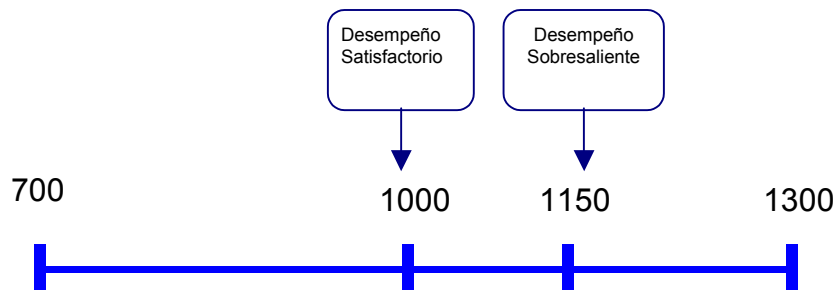 Desempeño
Satisfactorio
Desempeño
Sobresaliente
700
1000
1150
1300